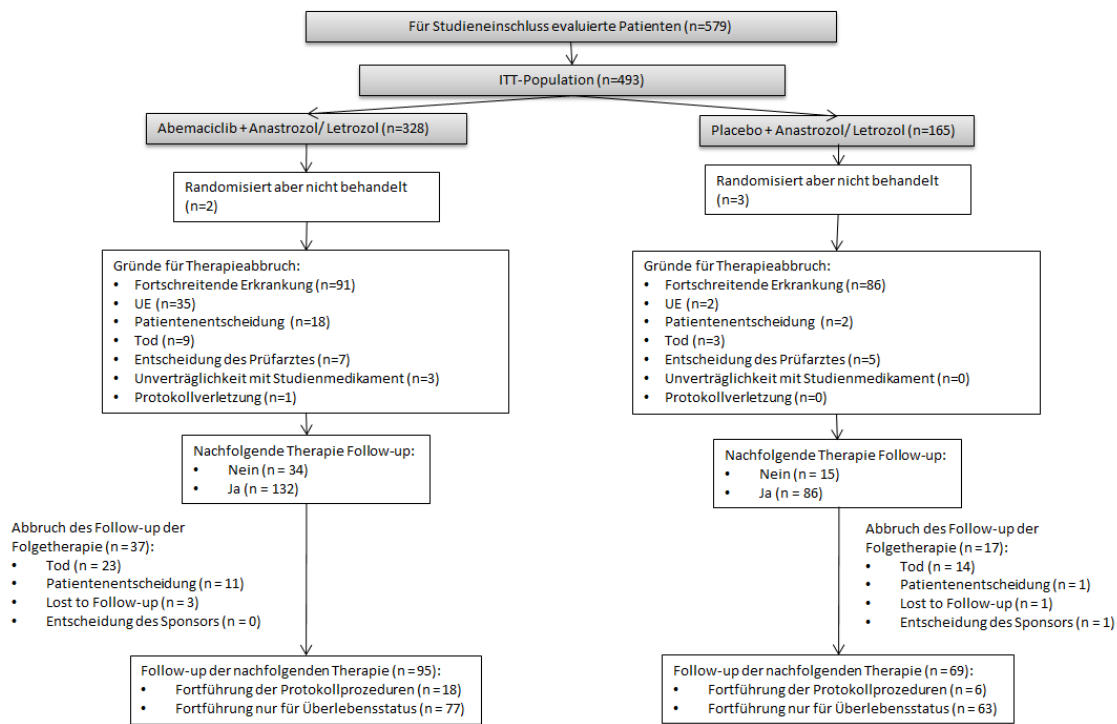 Für Studieneinschluss evaluierte Patienten (n=579)
ITT-Population (n=493)
Abemaciclib + Anastrozol/ Letrozol (n=328)
Placebo + Anastrozol/ Letrozol (n=165)
Randomisiert aber nicht behandelt
(n=2)
Randomisiert aber nicht behandelt
(n=3)
Gründe für Therapieabbruch:
• Fortschreitende Erkrankung (n=91)
• UE (n=35)
• Patientenentscheidung (n=18)
• Tod (n=9)
• Entscheidung des Prüfarztes (n=7)
• Unverträglichkeit mit Studienmedikament (n=3)
• Protokollverletzung (n=1)
Gründe für Therapieabbruch:
• Fortschreitende Erkrankung (n=86)
• UE (n=2)
• Patientenentscheidung (n=2)
• Tod (n=3)
• Entscheidung des Prüfarztes (n=5)
• Unverträglichkeit mit Studienmedikament (n=0)
• Protokollverletzung (n=0)
Nachfolgende Therapie Follow-up:
• Nein (n = 34)
• Ja (n = 132)
Nachfolgende Therapie Follow-up:
• Nein (n = 15)
• Ja (n = 86)
Abbruch des Follow-up der
Folgetherapie (n = 37):
• Tod (n = 23)
• Patientenentscheidung (n = 11)
• Lost to Follow-up (n = 3)
• Entscheidung des Sponsors (n = 0)
Abbruch des Follow-up der
Folgetherapie (n = 17):
• Tod (n = 14)
• Patientenentscheidung (n = 1)
• Lost to Follow-up (n = 1)
• Entscheidung des Sponsors (n = 1)
Follow-up der nachfolgenden Therapie (n = 95):
• Fortführung der Protokollprozeduren (n = 18)
• Fortführung nur für Überlebensstatus (n = 77)
Follow-up der nachfolgenden Therapie (n = 69):
• Fortführung der Protokollprozeduren (n = 6)
• Fortführung nur für Überlebensstatus (n = 63)